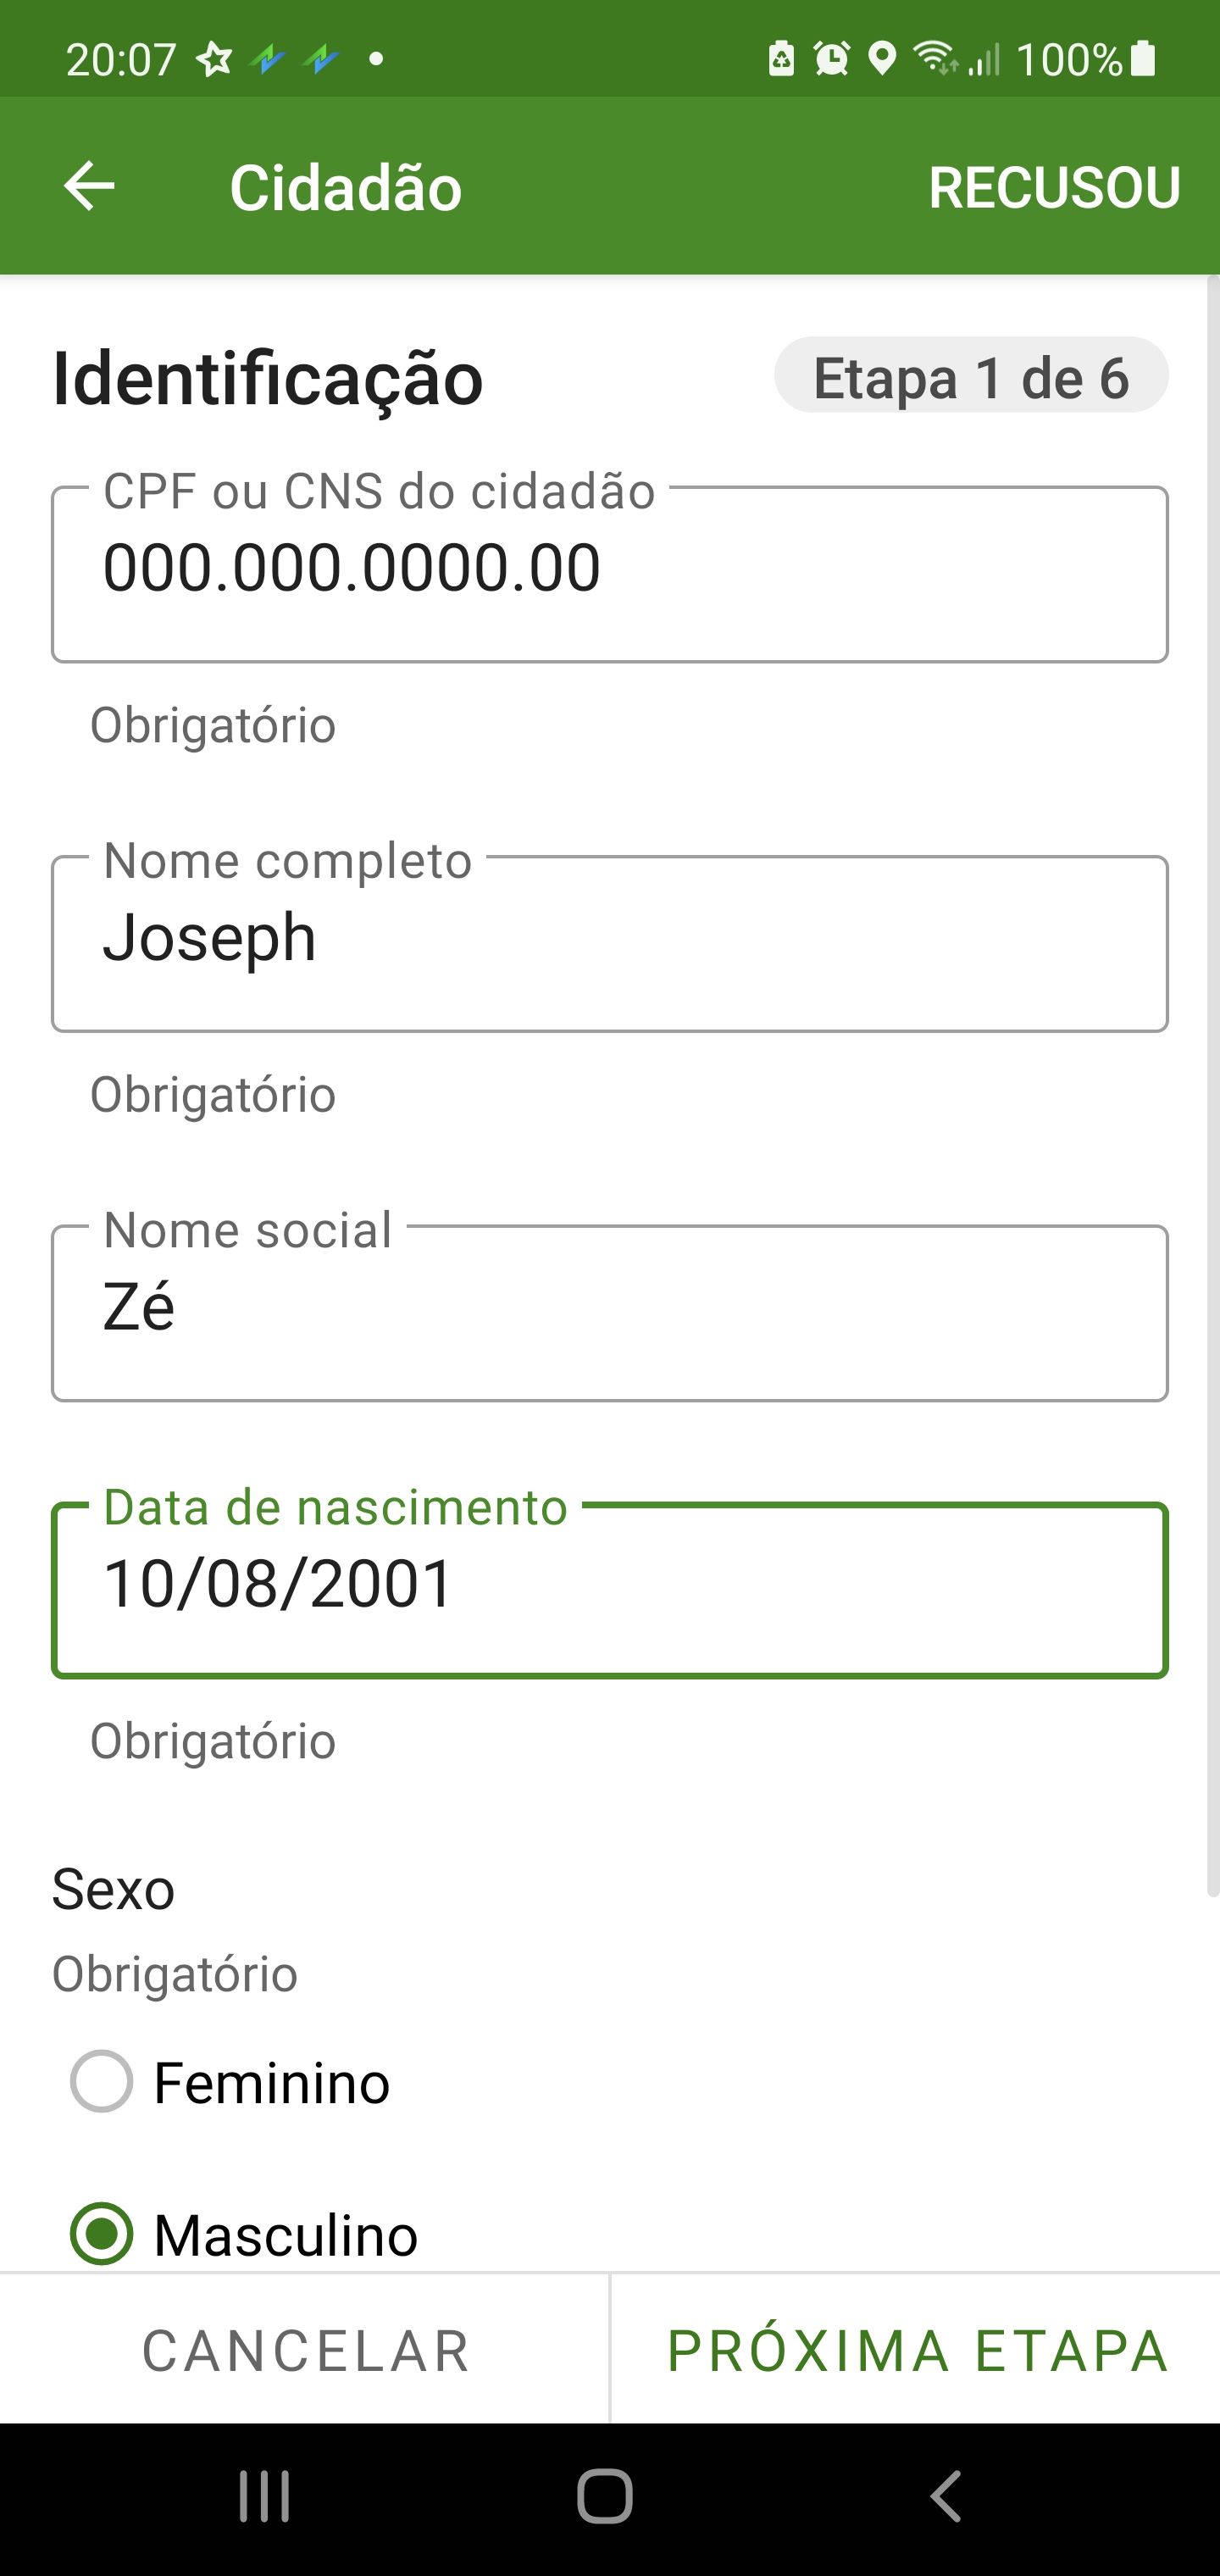 20:07 100%
Cidadão RECUSOU
Identificação Etapa 1 de 6
CPF ou CNS do cidadão
000.000.0000.00
Obrigatório
Nome completo
Joseph
Obrigatório
Nome social
Zé
Data de nascimento
10/08/2001
Obrigatório
Sexo
Obrigatório
Feminino
Masculino
CANCELAR PRÓXIMA ETAPA